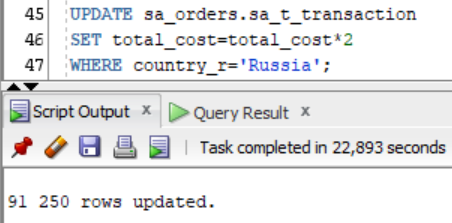 45 UPDATE sa_orders.sa_t_transaction
46 SET total_cost=total_cost*2
47 WHERE country_r='Russia';
Script Output x Query Result x
Task completed in 22,893 seconds
91 250 rows updated.